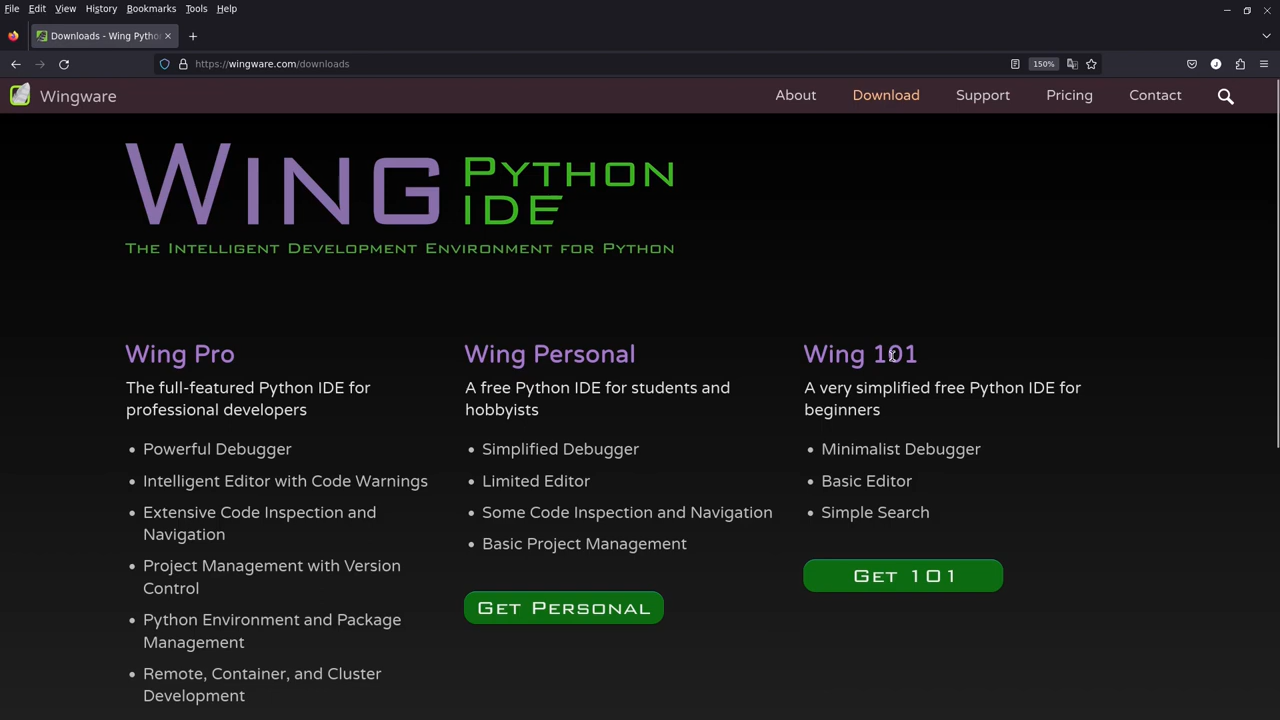 File Edit View History Bookmarks Tools Help
Downloads - Wing Pytho
https://wingware.com/downloads
150%
J
Wingware
About Download Support Pricing Contact
WING PYTHON IDE
THE INTELLIGENT DEVELOPMENT ENVIRONMENT FOR PYTHON
Wing Pro
The full-featured Python IDE for
professional developers
• Powerful Debugger
• Intelligent Editor with Code Warnings
• Extensive Code Inspection and
Navigation
• Project Management with Version
Control
• Python Environment and Package
Management
• Remote, Container, and Cluster
Development
Wing Personal
A free Python IDE for students and
hobbyists
• Simplified Debugger
• Limited Editor
• Some Code Inspection and Navigation
• Basic Project Management
GET PERSONAL
Wing 101
A very simplified free Python IDE for
beginners
• Minimalist Debugger
• Basic Editor
• Simple Search
GET 101